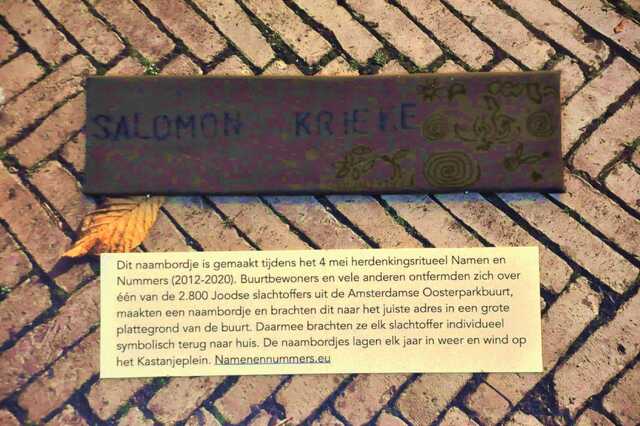 SALOMON KRIEKE
Dit naambordje is gemaakt tijdens het 4 mei herdenkingsritueel Namen en
Nummers (2012-2020). Buurtbewoners en vele anderen ontfermden zich over
één van de 2.800 Joodse slachtoffers uit de Amsterdamse Oosterparkbuurt,
maakten een naambordje en brachten dit naar het juiste adres in een grote
plattegrond van de buurt. Daarmee brachten ze elk slachtoffer individueel
symbolisch terug naar huis. De naambordjes lagen elk jaar in weer en wind op
het Kastanjeplein. Namenennummers.eu